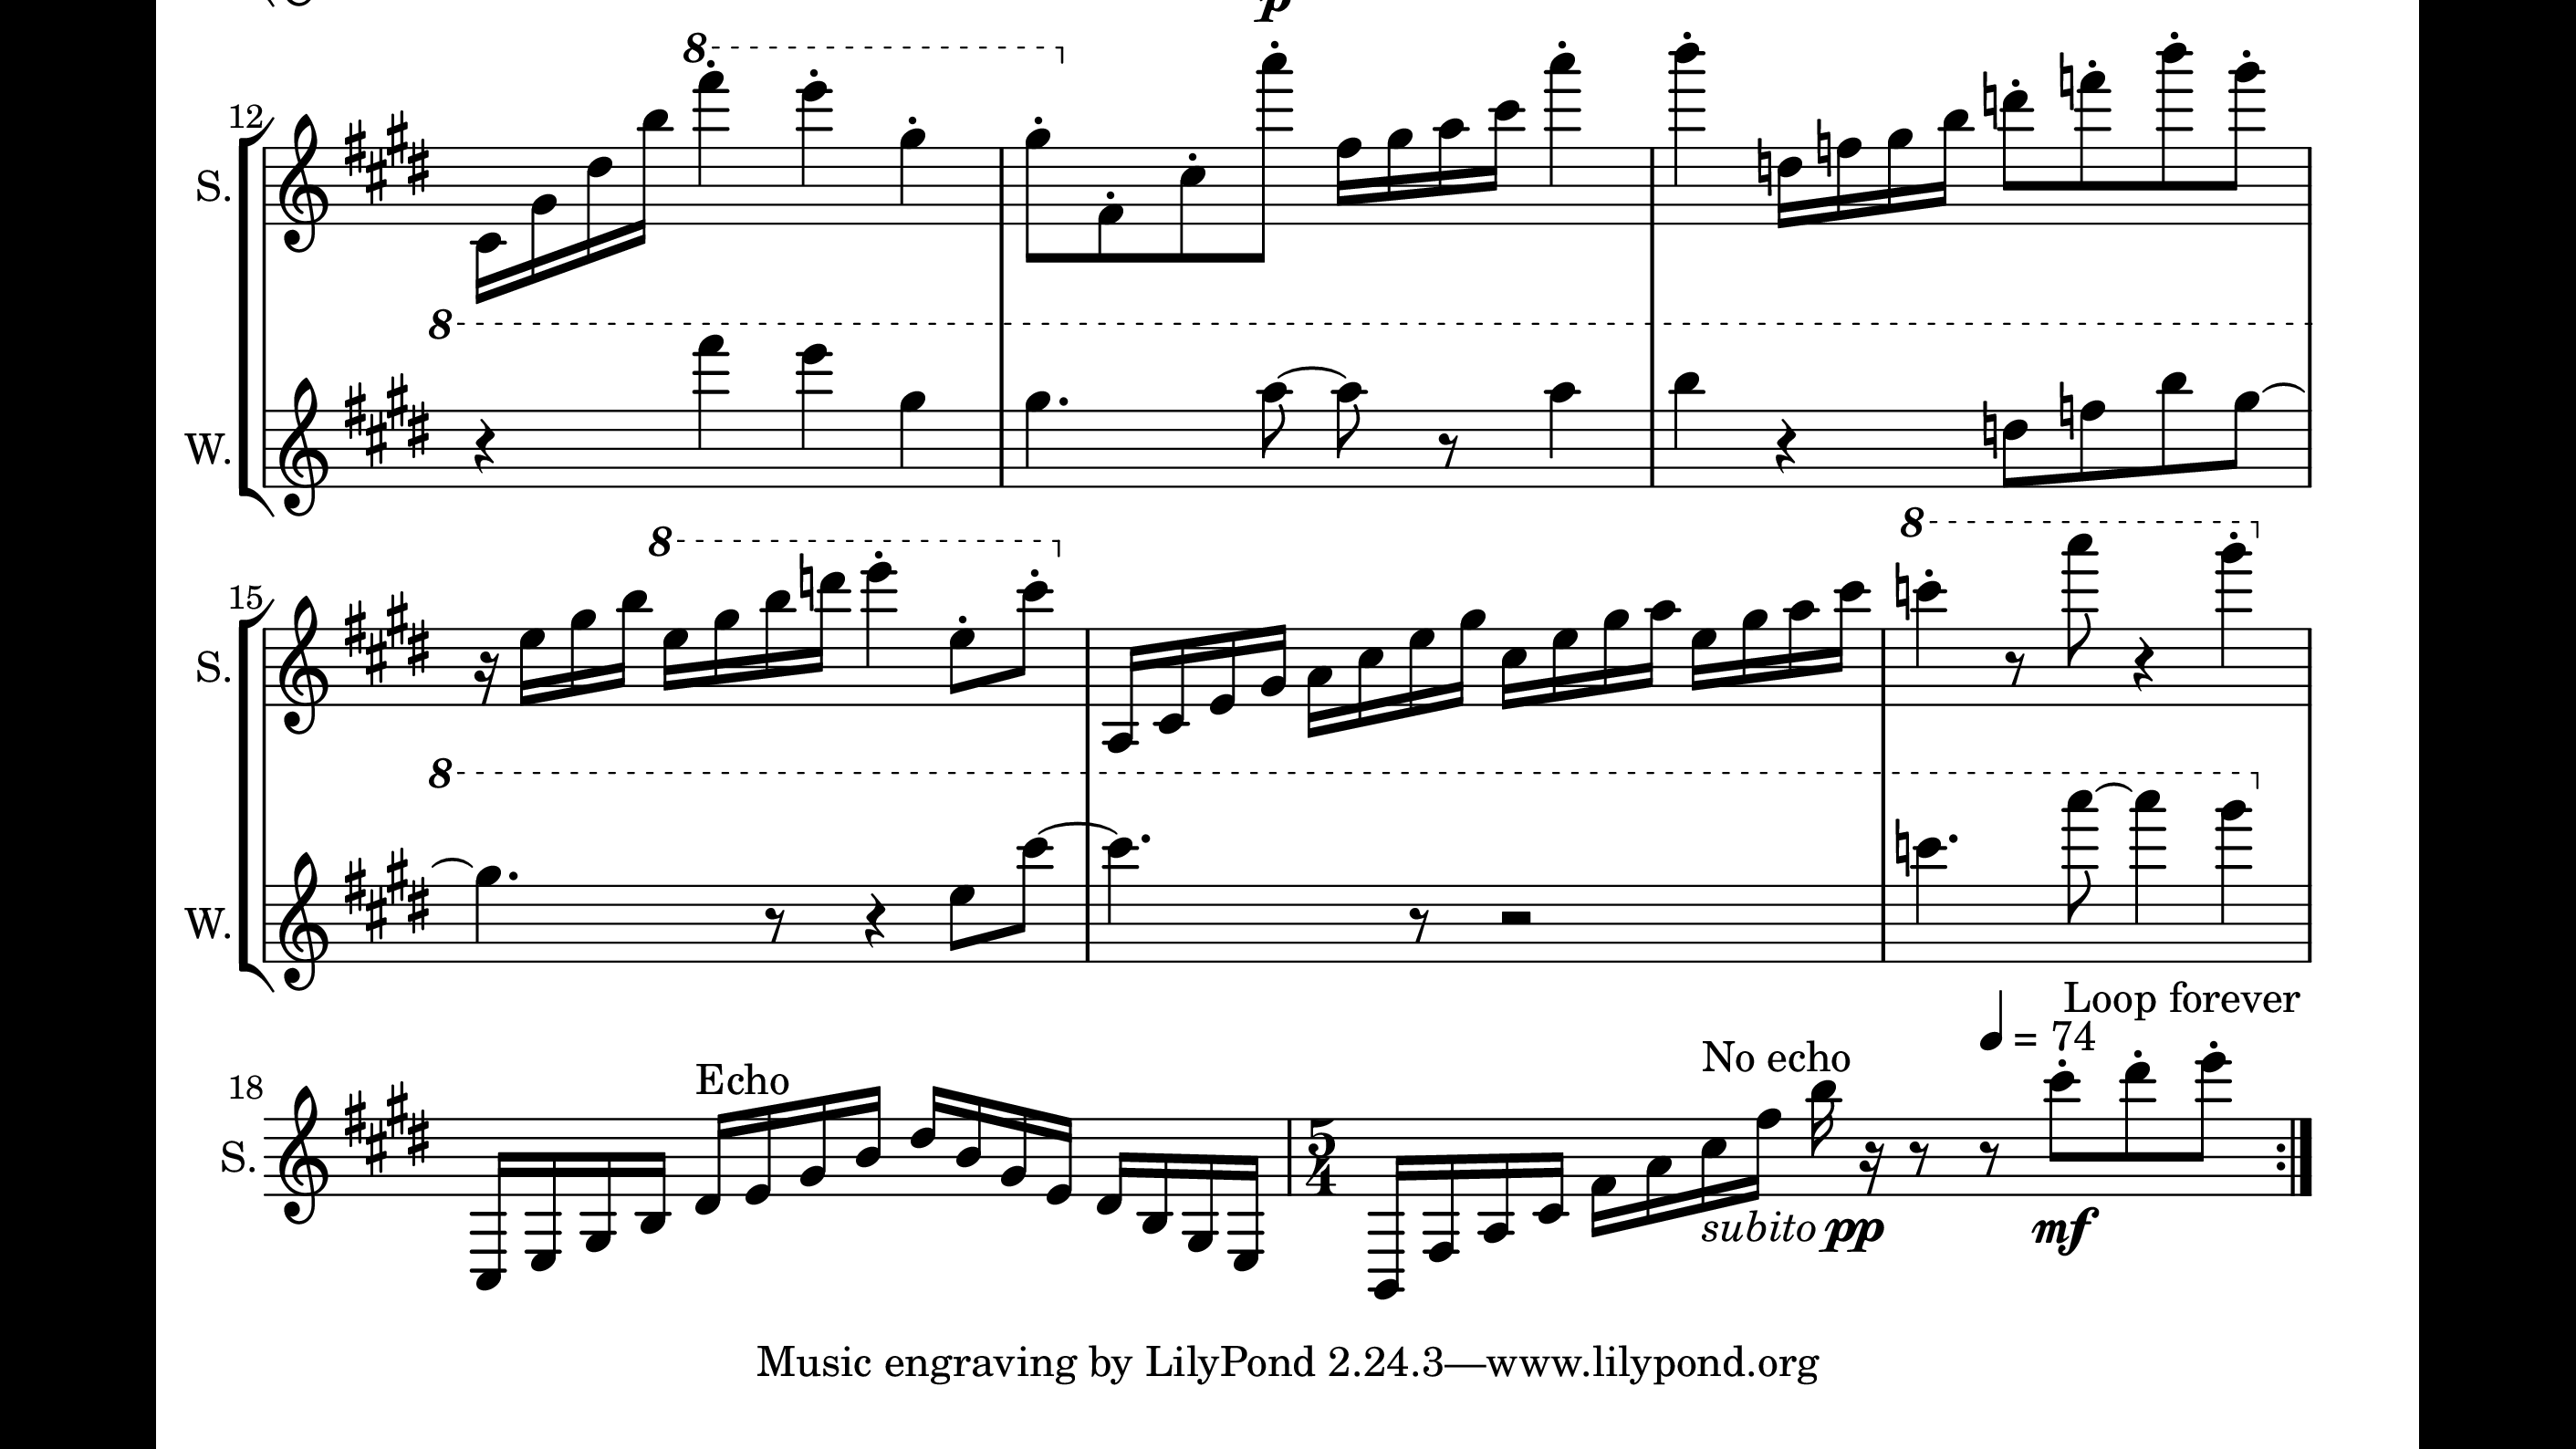 p
8
12
S.
8
W.
8
8
15
S.
8
W.
Loop forever
= 74
No echo
Echo
18
S.
5
4
subito pp mf
Music engraving by LilyPond 2.24.3—www.lilypond.org